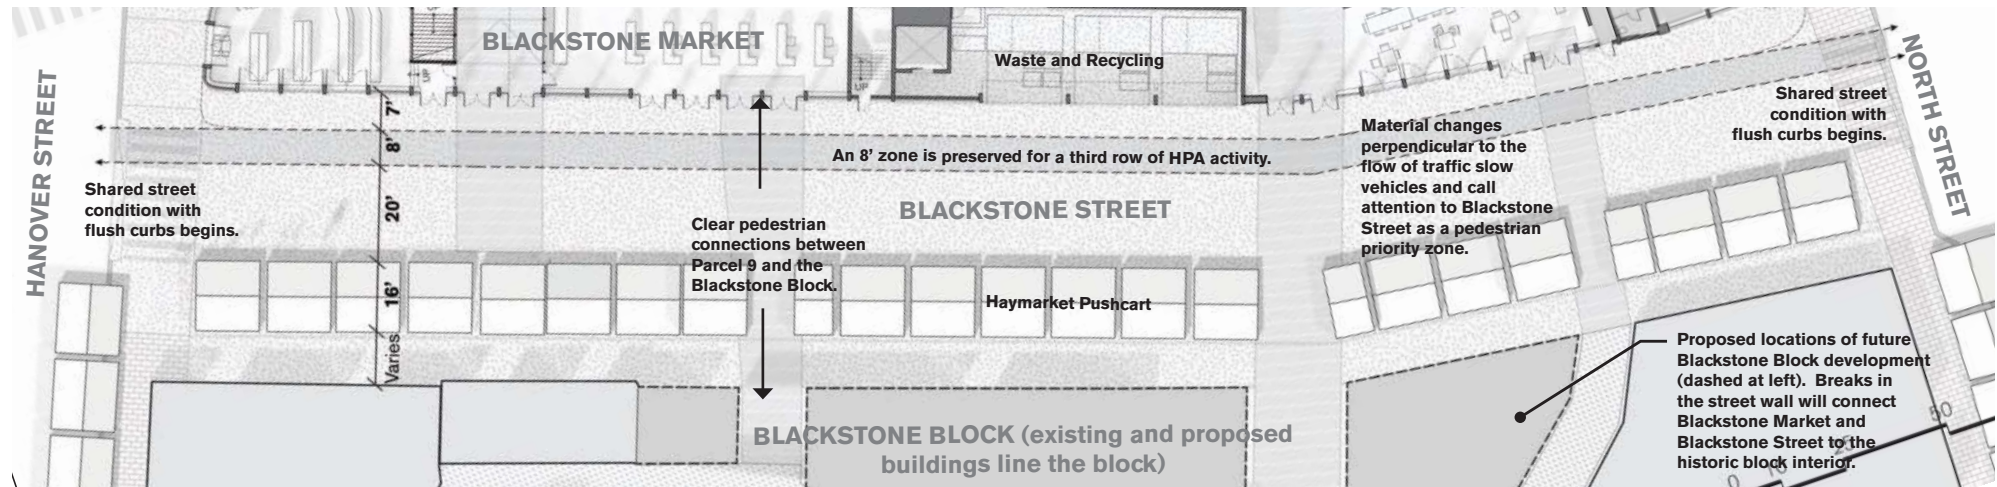 BLACKSTONE MARKET
Waste and Recycling
UP
UP
HANOVER STREET
NORTH STREET
7'
8'
20'
16'
Varies
Shared street
condition with
flush curbs begins.
An 8’ zone is preserved for a third row of HPA activity.
Clear pedestrian
connections between
Parcel 9 and the
Blackstone Block.
BLACKSTONE STREET
Haymarket Pushcart
Material changes
perpendicular to the
flow of traffic slow
vehicles and call
attention to Blackstone
Street as a pedestrian
priority zone.
Shared street
condition with
flush curbs begins.
BLACKSTONE BLOCK (existing and proposed
buildings line the block)
Proposed locations of future
Blackstone Block development
(dashed at left).  Breaks in
the street wall will connect
Blackstone Market and
Blackstone Street to the
historic block interior.
0
10
25
50